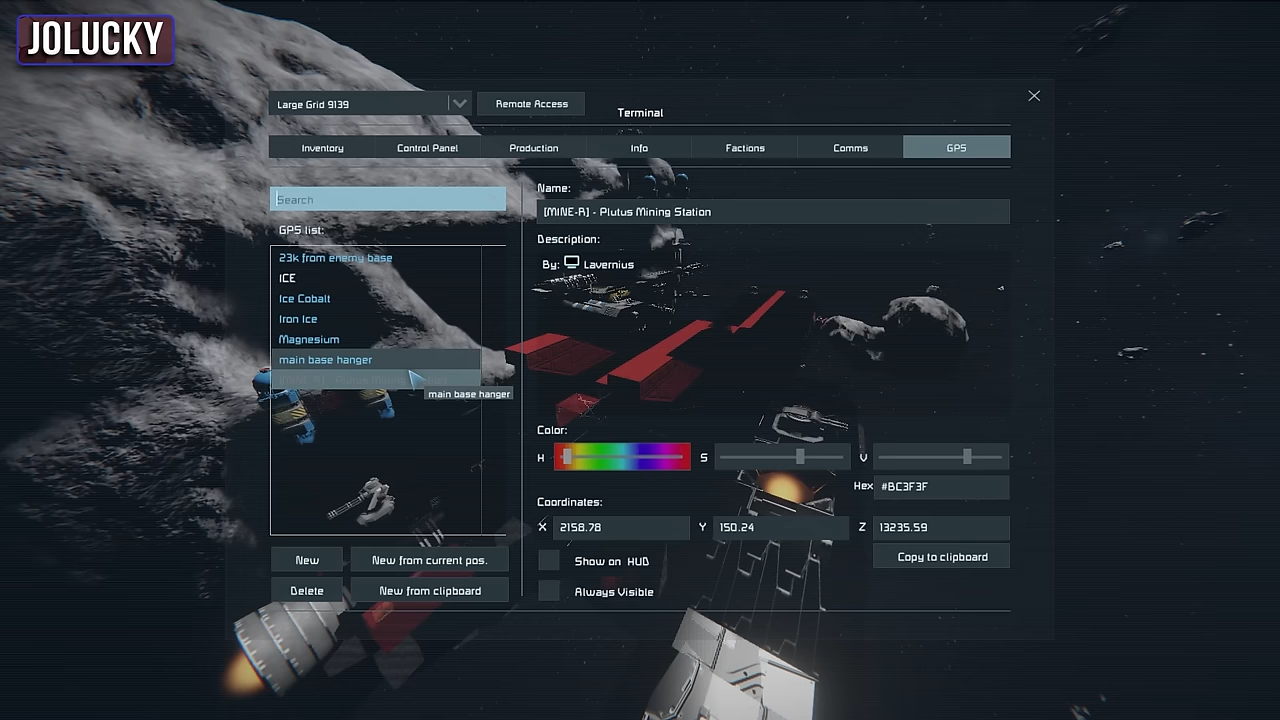 JOLUCKY
Large Grid 9139
Remote Access
Terminal
Inventory
Control Panel
Production
Info
Factions
Comms
GPS
Search
GPS list:
23k from enemy base
ICE
Ice Cobalt
Iron Ice
Magnesium
main base hanger
main base hanger
New
New from current pos.
Delete
New from clipboard
Name:
[MINE-R] - Plutus Mining Station
Description:
By: Lavernius
Color:
H
S
V
Hex #BC3F3F
Coordinates:
X 2158.78
Y 150.24
Z 13235.59
Copy to clipboard
Show on HUD
Always Visible